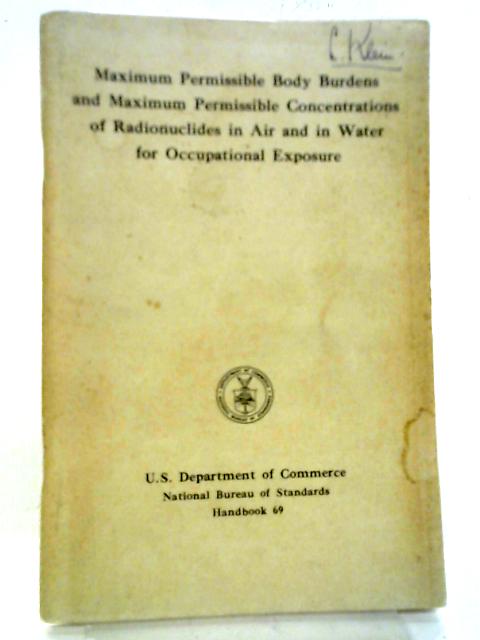 C. Klein
Maximum Permissible Body Burdens
and Maximum Permissible Concentrations
of Radionuclides in Air and in Water
for Occupational Exposure
U.S. Department of Commerce
National Bureau of Standards
Handbook 69